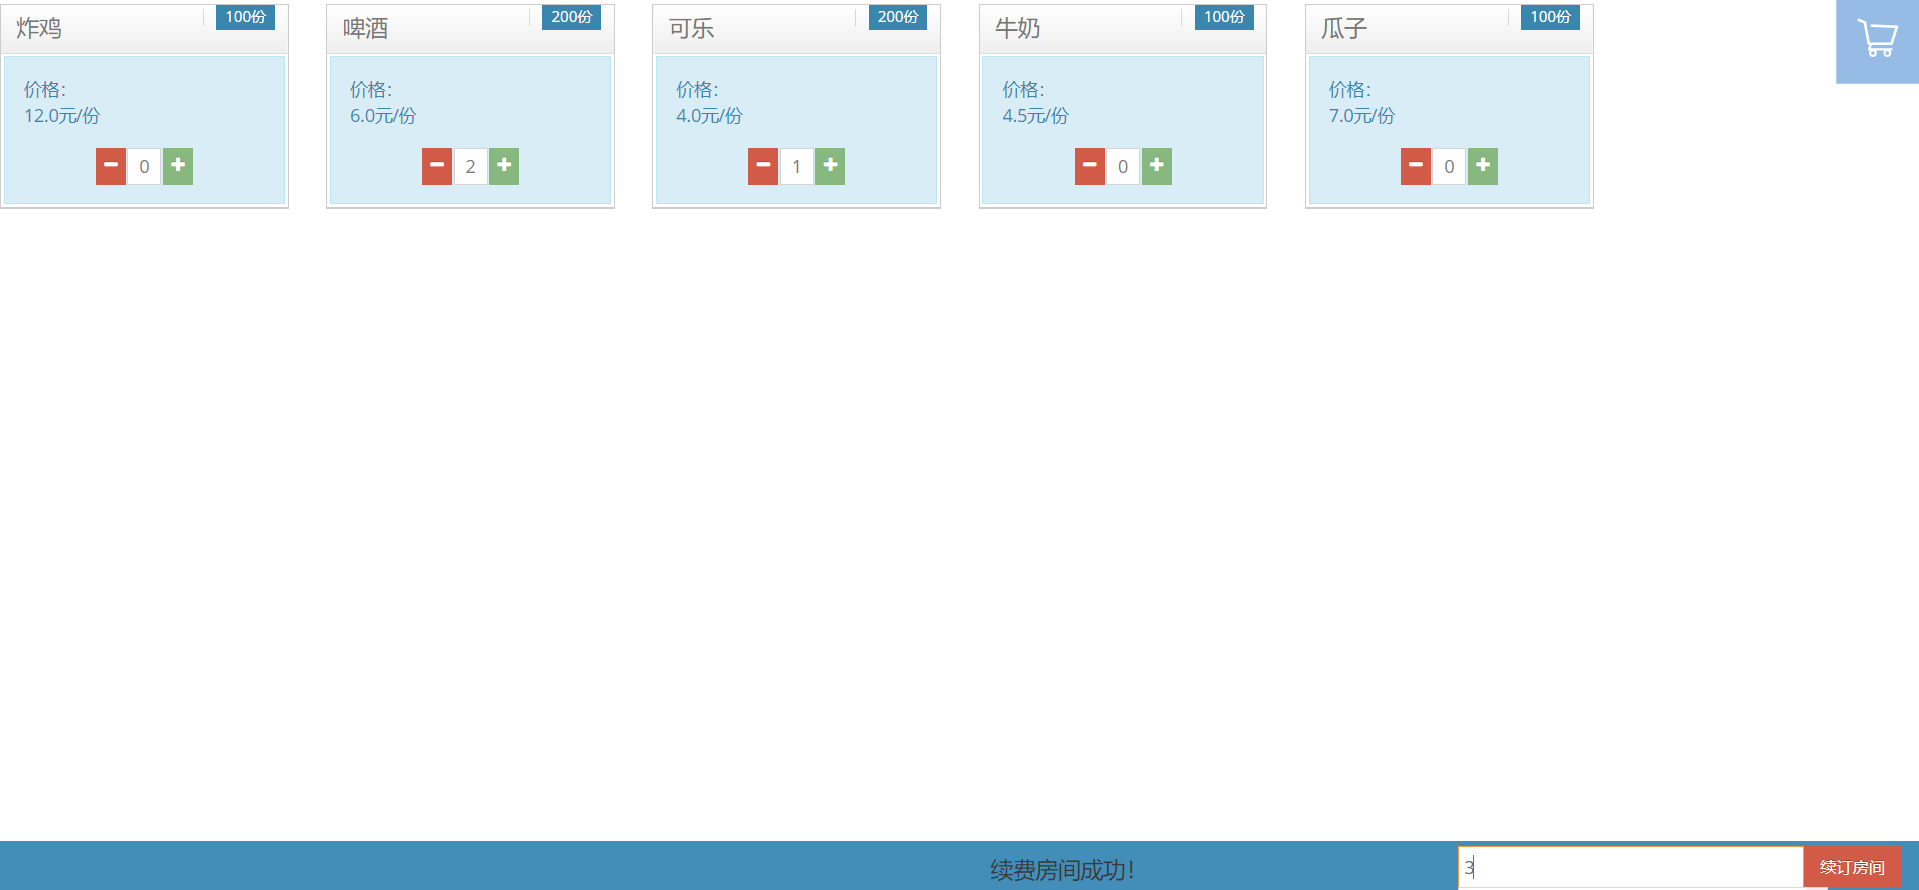 炸鸡
100份
价格：
12.0元/份
0
啤酒
200份
价格：
6.0元/份
2
可乐
200份
价格：
4.0元/份
1
牛奶
100份
价格：
4.5元/份
0
瓜子
100份
价格：
7.0元/份
0
续费房间成功！
3
续订房间